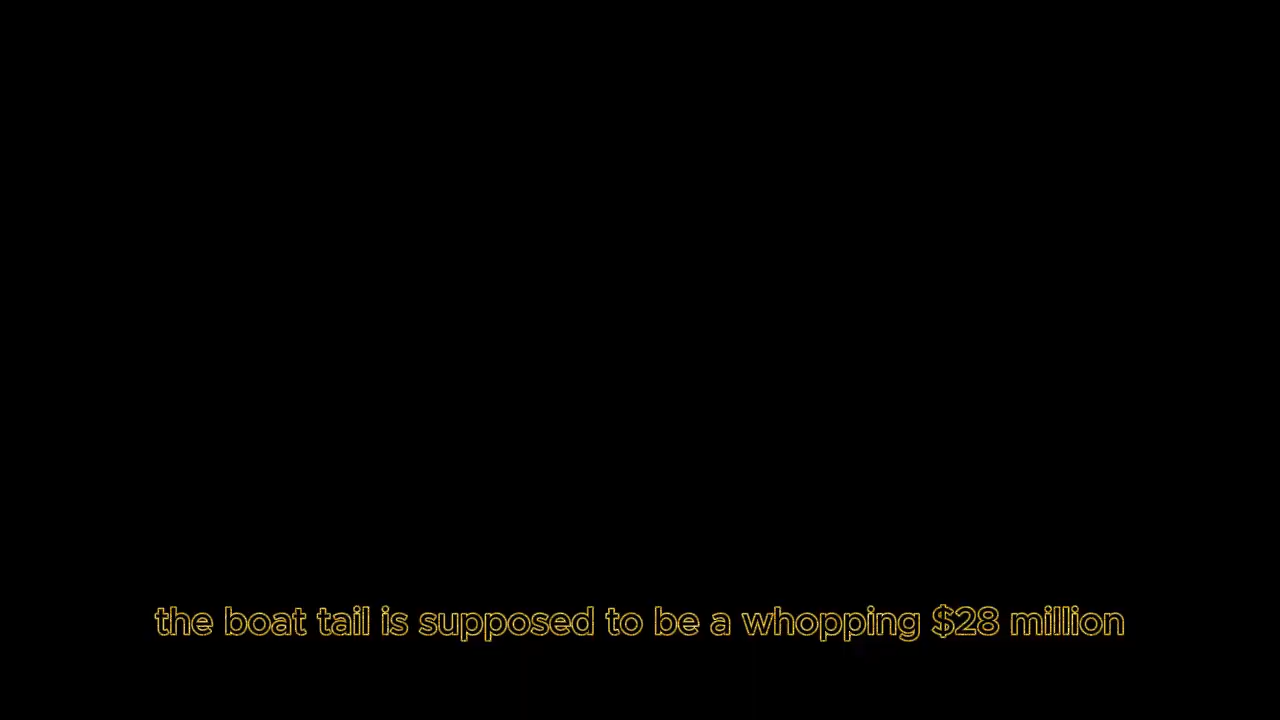 the boat tail is supposed to be a whopping $28 million